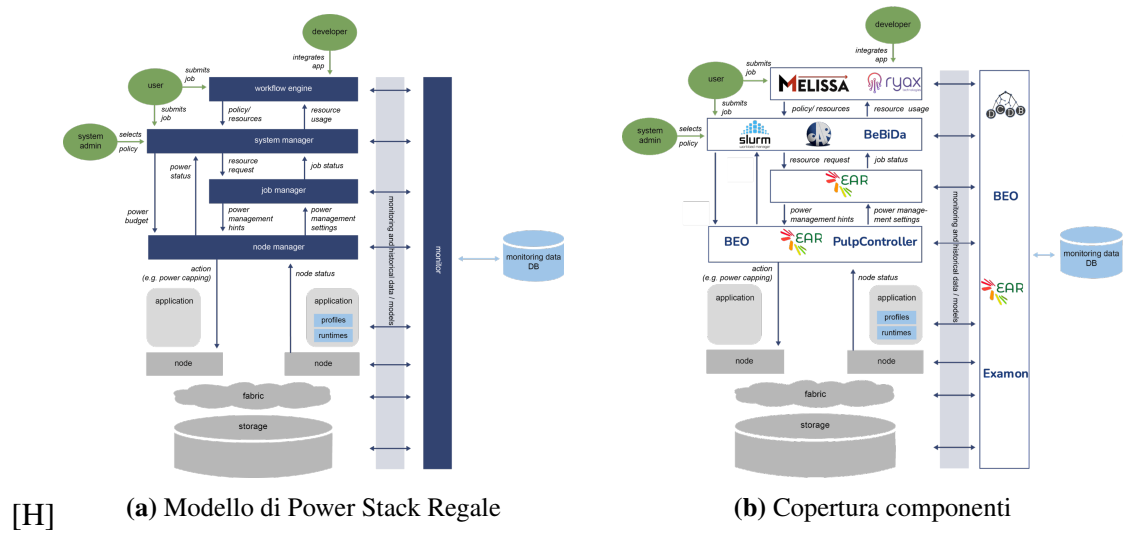 developer
submits
job
integrates
app
user
workflow engine
submits
job
policy/
resources
resource
usage
system
admin
selects
policy
system manager
power
status
resource
request
job status
job manager
power
budget
power
management
hints
power
management
settings
node manager
action
(e.g. power capping)
node status
application
application
profiles
runtimes
node
node
fabric
storage
monitoring and historical data / models
monitor
monitoring data
DB
developer
submits
job
integrates
app
user
MELISSA
ryax
submits
job
policy/ resources
resource usage
system
admin
selects
policy
slurm
workload manager
OAR
BeBiDa
resource request
job status
EAR
power
management hints
power manage-
ment settings
BEO
EAR
PulpController
action
(e.g. power capping)
node status
application
application
profiles
runtimes
node
node
fabric
storage
monitoring and historical data / models
DCDB
BEO
EAR
Examon
monitoring data
DB
[H]
(a) Modello di Power Stack Regale
(b) Copertura componenti